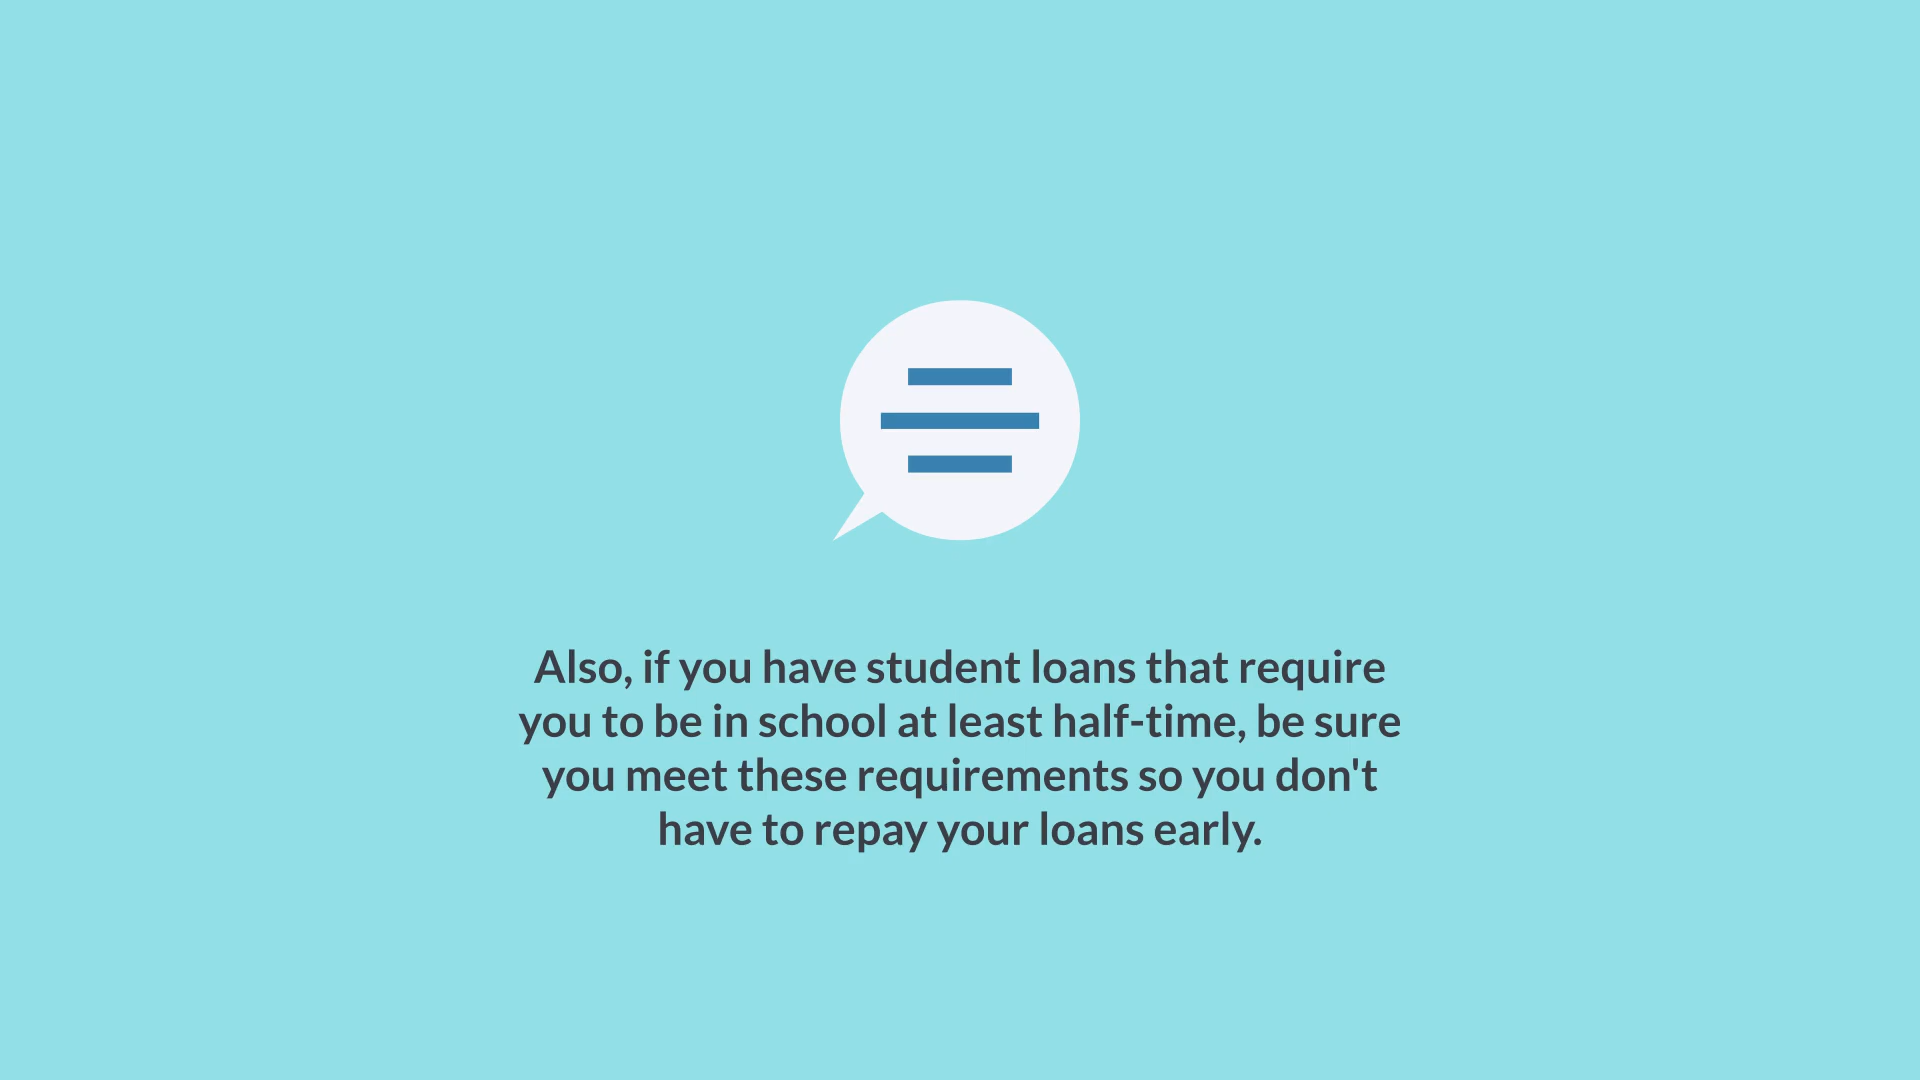 Also, if you have student loans that require
you to be in school at least half-time, be sure
you meet these requirements so you don't
have to repay your loans early.